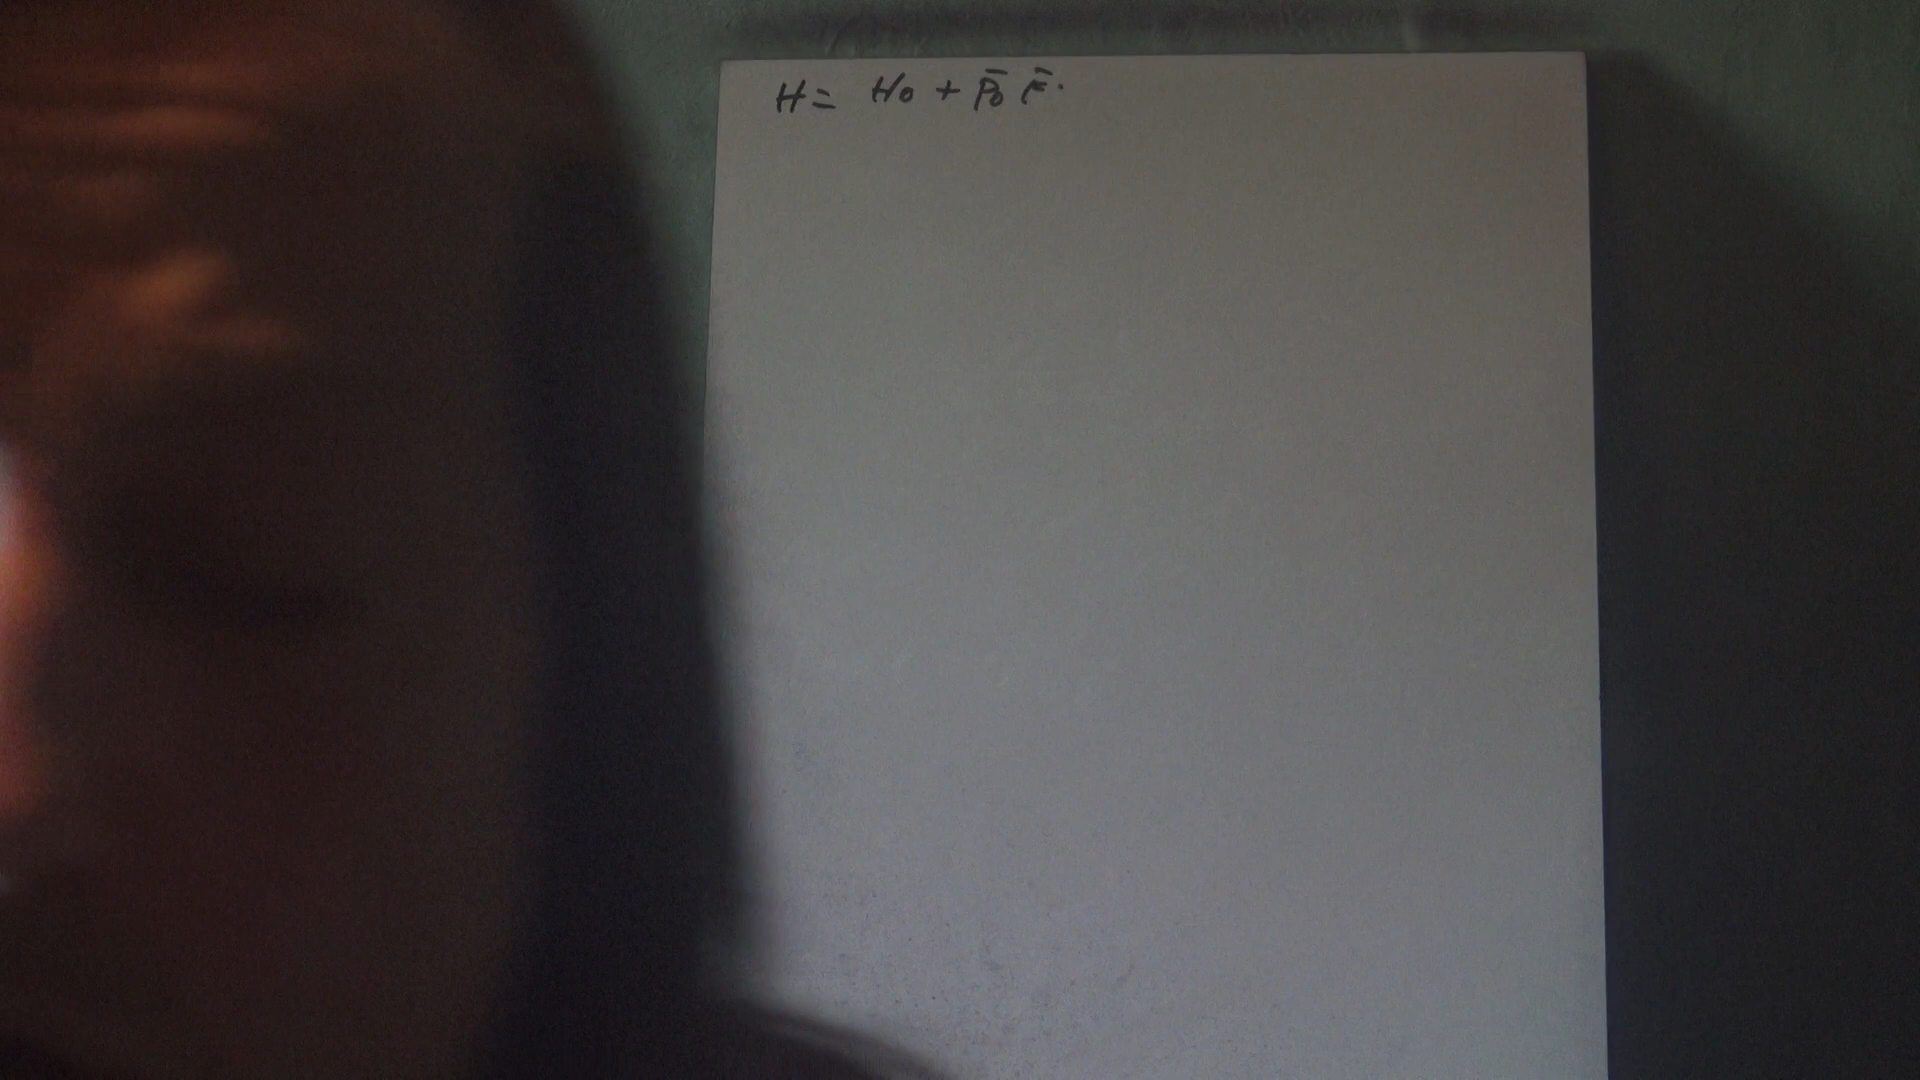 H = H₀ + P̄₀ F̄.